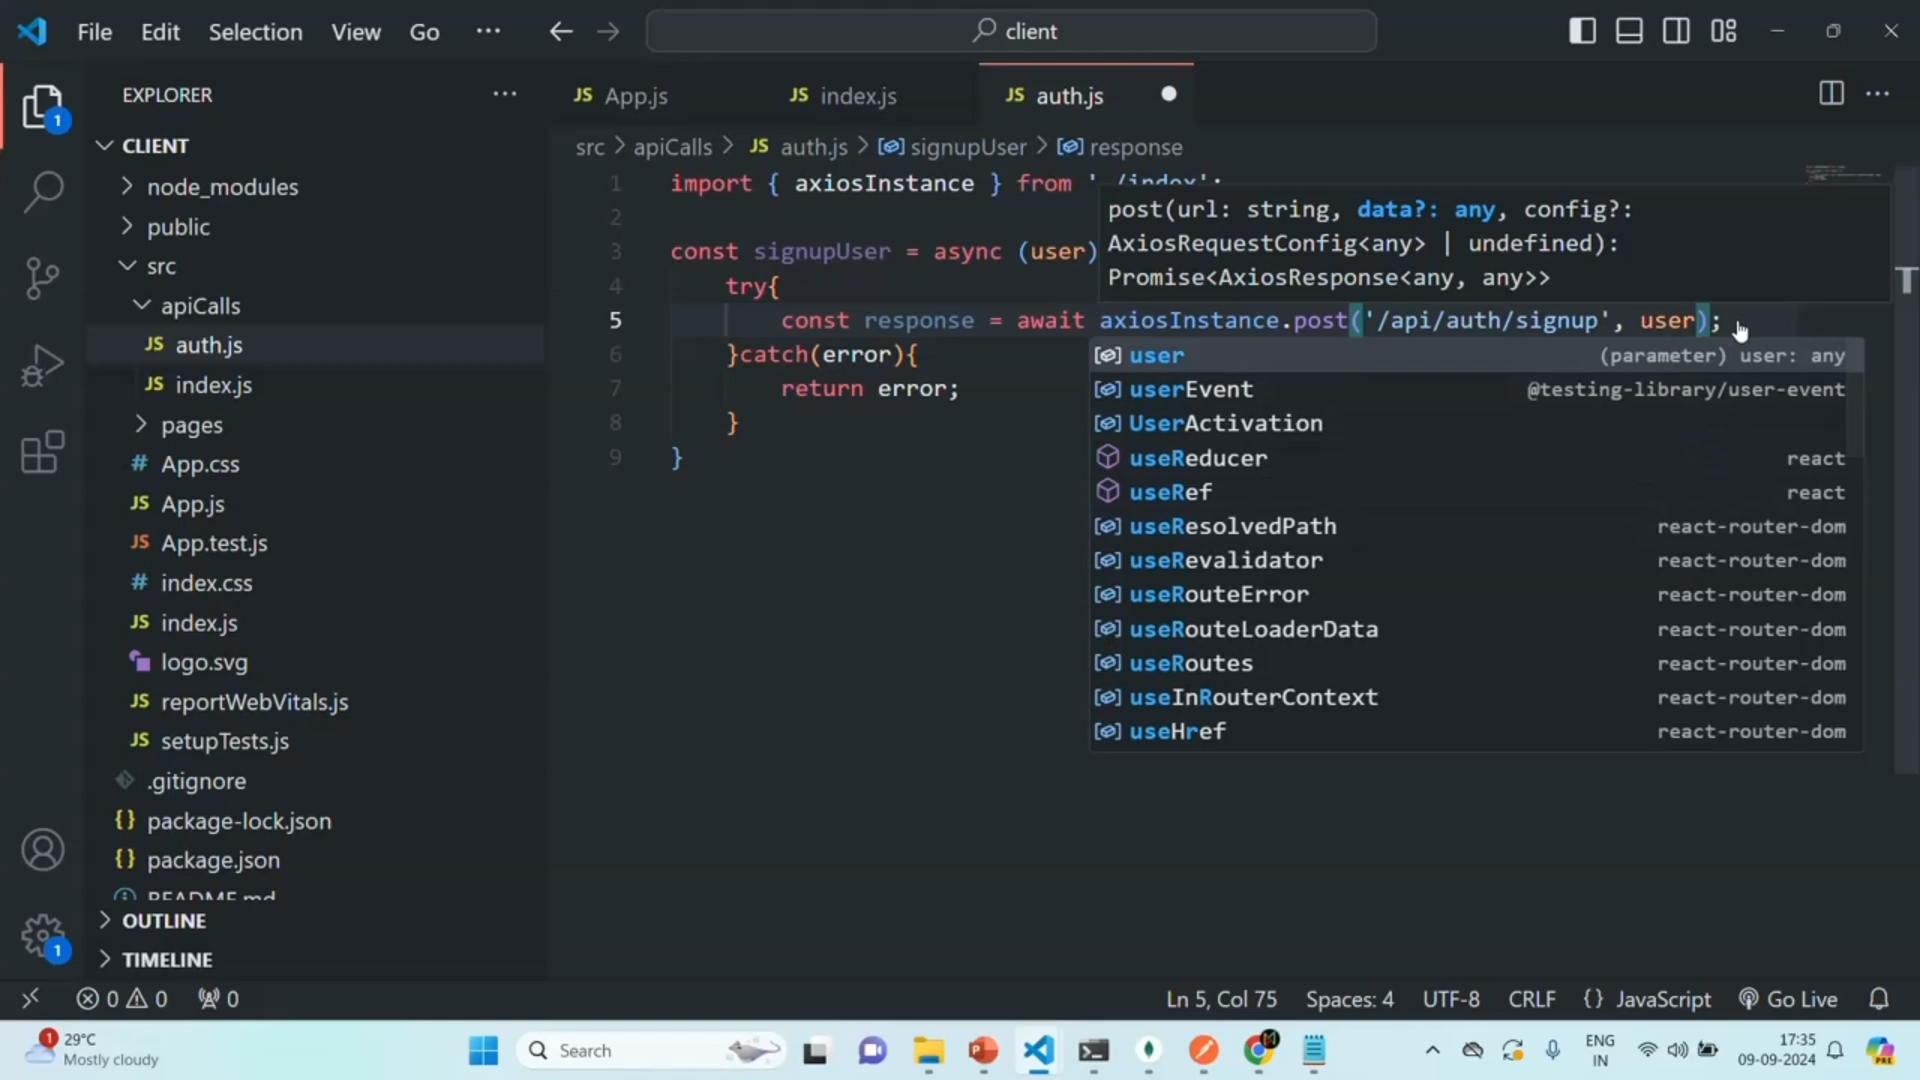 File Edit Selection View Go ··· client
EXPLORER ···
CLIENT
node_modules
public
src
apiCalls
JS auth.js
JS index.js
pages
# App.css
JS App.js
JS App.test.js
# index.css
JS index.js
logo.svg
JS reportWebVitals.js
JS setupTests.js
.gitignore
{} package-lock.json
{} package.json
README.md
OUTLINE
TIMELINE
1
1
JS App.js JS index.js JS auth.js
src > apiCalls > JS auth.js > signupUser > response
1 import { axiosInstance } from './index';
2
3 const signupUser = async (user)
4 try{
5 const response = await axiosInstance.post('/api/auth/signup', user);
6 }catch(error){
7 return error;
8 }
9 }
post(url: string, data?: any, config?:
AxiosRequestConfig<any> | undefined):
Promise<AxiosResponse<any, any>>
user (parameter) user: any
userEvent @testing-library/user-event
UserActivation
useReducer react
useRef react
useResolvedPath react-router-dom
useRevalidator react-router-dom
useRouteError react-router-dom
useRouteLoaderData react-router-dom
useRoutes react-router-dom
useInRouterContext react-router-dom
useHref react-router-dom
0 0 0 Ln 5, Col 75 Spaces: 4 UTF-8 CRLF {} JavaScript Go Live
1 29°C
Mostly cloudy
Search
ENG
IN
17:35
09-09-2024
PRE